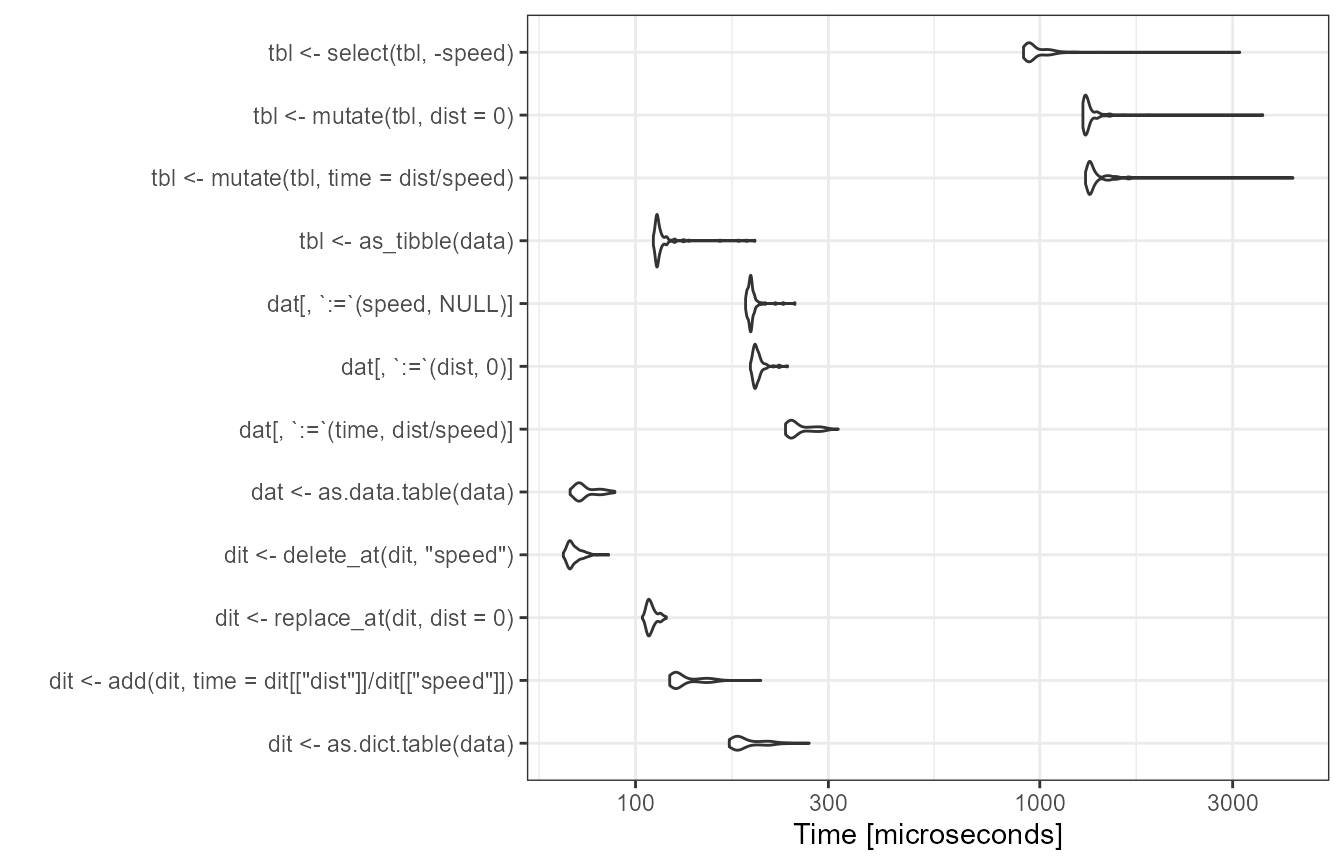 tbl <- select(tbl, -speed)
tbl <- mutate(tbl, dist = 0)
tbl <- mutate(tbl, time = dist/speed)
tbl <- as_tibble(data)
dat[, `:=`(speed, NULL)]
dat[, `:=`(dist, 0)]
dat[, `:=`(time, dist/speed)]
dat <- as.data.table(data)
dit <- delete_at(dit, "speed")
dit <- replace_at(dit, dist = 0)
dit <- add(dit, time = dit[["dist"]]/dit[["speed"]])
dit <- as.dict.table(data)
100 300 1000 3000
Time [microseconds]